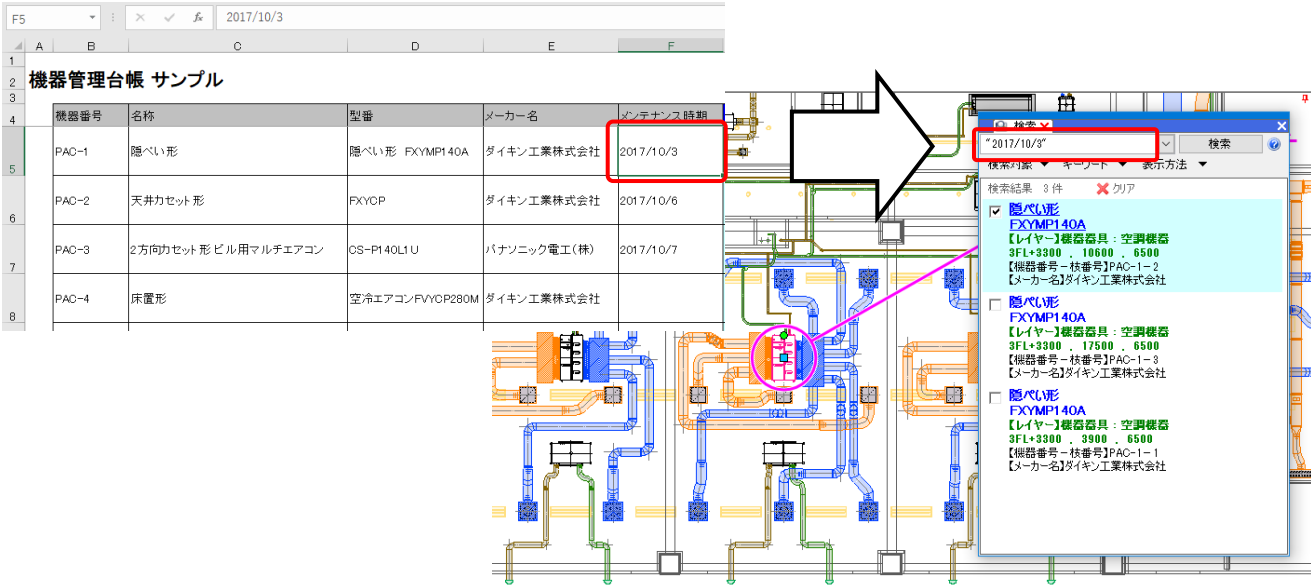 F5
fx
2017/10/3
A B C D E F
1
2
3
4
5
6
7
8
機器管理台帳 サンプル
機器番号 名称 型番 メーカー名 メンテナンス時期
PAC-1 隠ぺい形 隠ぺい形 FXYMP140A ダイキン工業株式会社 2017/10/3
PAC-2 天井カセット形 FXYCP ダイキン工業株式会社 2017/10/6
PAC-3 2方向カセット形ビル用マルチエアコン CS-P140L1U パナソニック電工(株) 2017/10/7
PAC-4 床置形 空冷エアコンFVYCP280M ダイキン工業株式会社
検索
"2017/10/3" 検索
検索対象 キーワード 表示方法
検索結果 3件 クリア
隠ぺい形
FXYMP140A
【レイヤー】機器器具：空調機器
3FL+3300 , 10600 , 6500
【機器番号－枝番号】PAC-1－2
【メーカー名】ダイキン工業株式会社
隠ぺい形
FXYMP140A
【レイヤー】機器器具：空調機器
3FL+3300 , 17500 , 6500
【機器番号－枝番号】PAC-1－3
【メーカー名】ダイキン工業株式会社
隠ぺい形
FXYMP140A
【レイヤー】機器器具：空調機器
3FL+3300 , 3900 , 6500
【機器番号－枝番号】PAC-1－1
【メーカー名】ダイキン工業株式会社